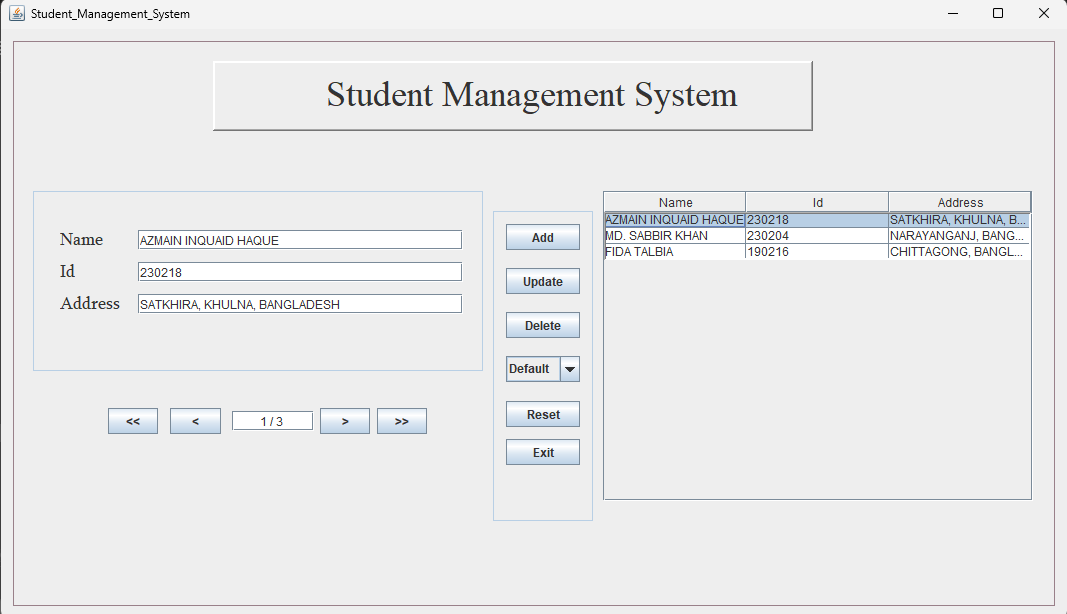 Student_Management_System
Student Management System
Name AZMAIN INQUAID HAQUE
Id 230218
Address SATKHIRA, KHULNA, BANGLADESH
<< < 1 / 3 > >>
Add
Update
Delete
Default
Reset
Exit
Name Id Address
AZMAIN INQUAID HAQUE 230218 SATKHIRA, KHULNA, B...
MD. SABBIR KHAN 230204 NARAYANGANJ, BANG...
FIDA TALBIA 190216 CHITTAGONG, BANGL...